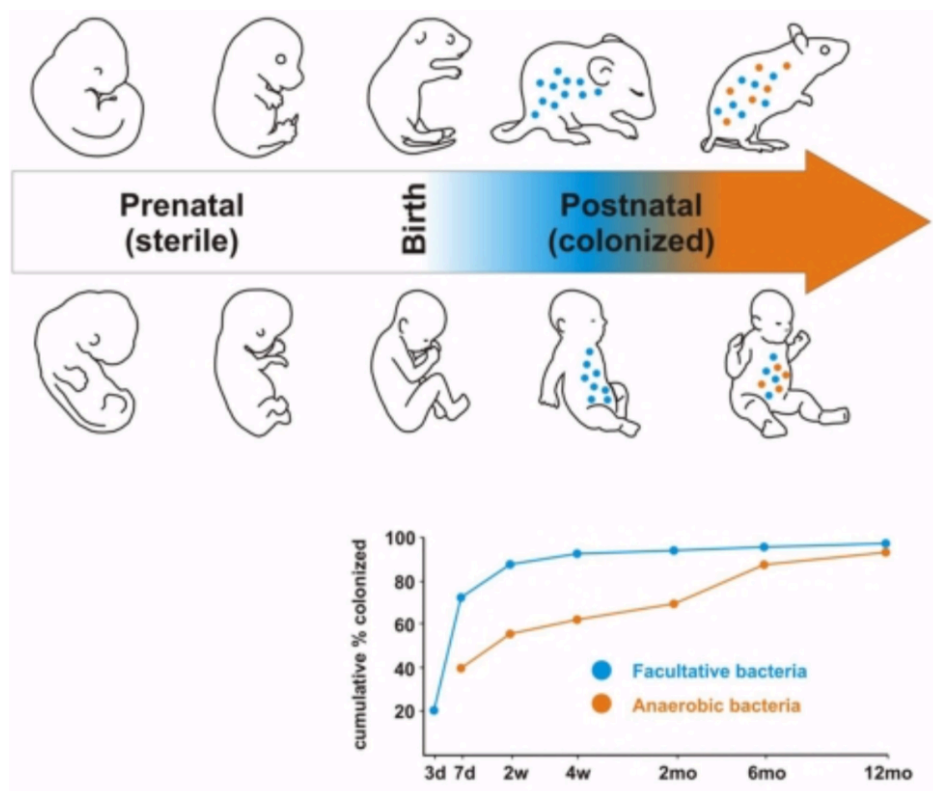 Prenatal
(sterile)
Birth
Postnatal
(colonized)
cumulative % colonized
100
80
60
40
20
Facultative bacteria
Anaerobic bacteria
3d 7d 2w 4w 2mo 6mo 12mo